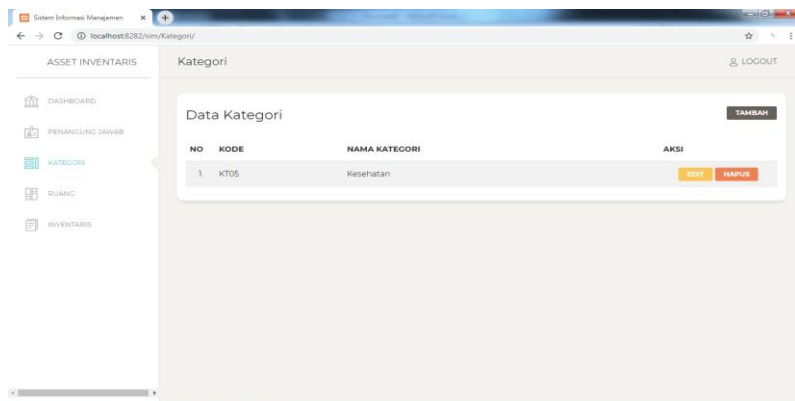 Sistem Informasi Manajemen
localhost:8282/sim/Kategori/
ASSET INVENTARIS
Kategori
LOGOUT
DASHBOARD
PENANGUNG JAWAB
KATEGORI
RUANG
INVENTARIS
Data Kategori
TAMBAH
NO KODE NAMA KATEGORI AKSI
1 KT05 Kesehatan EDIT HAPUS